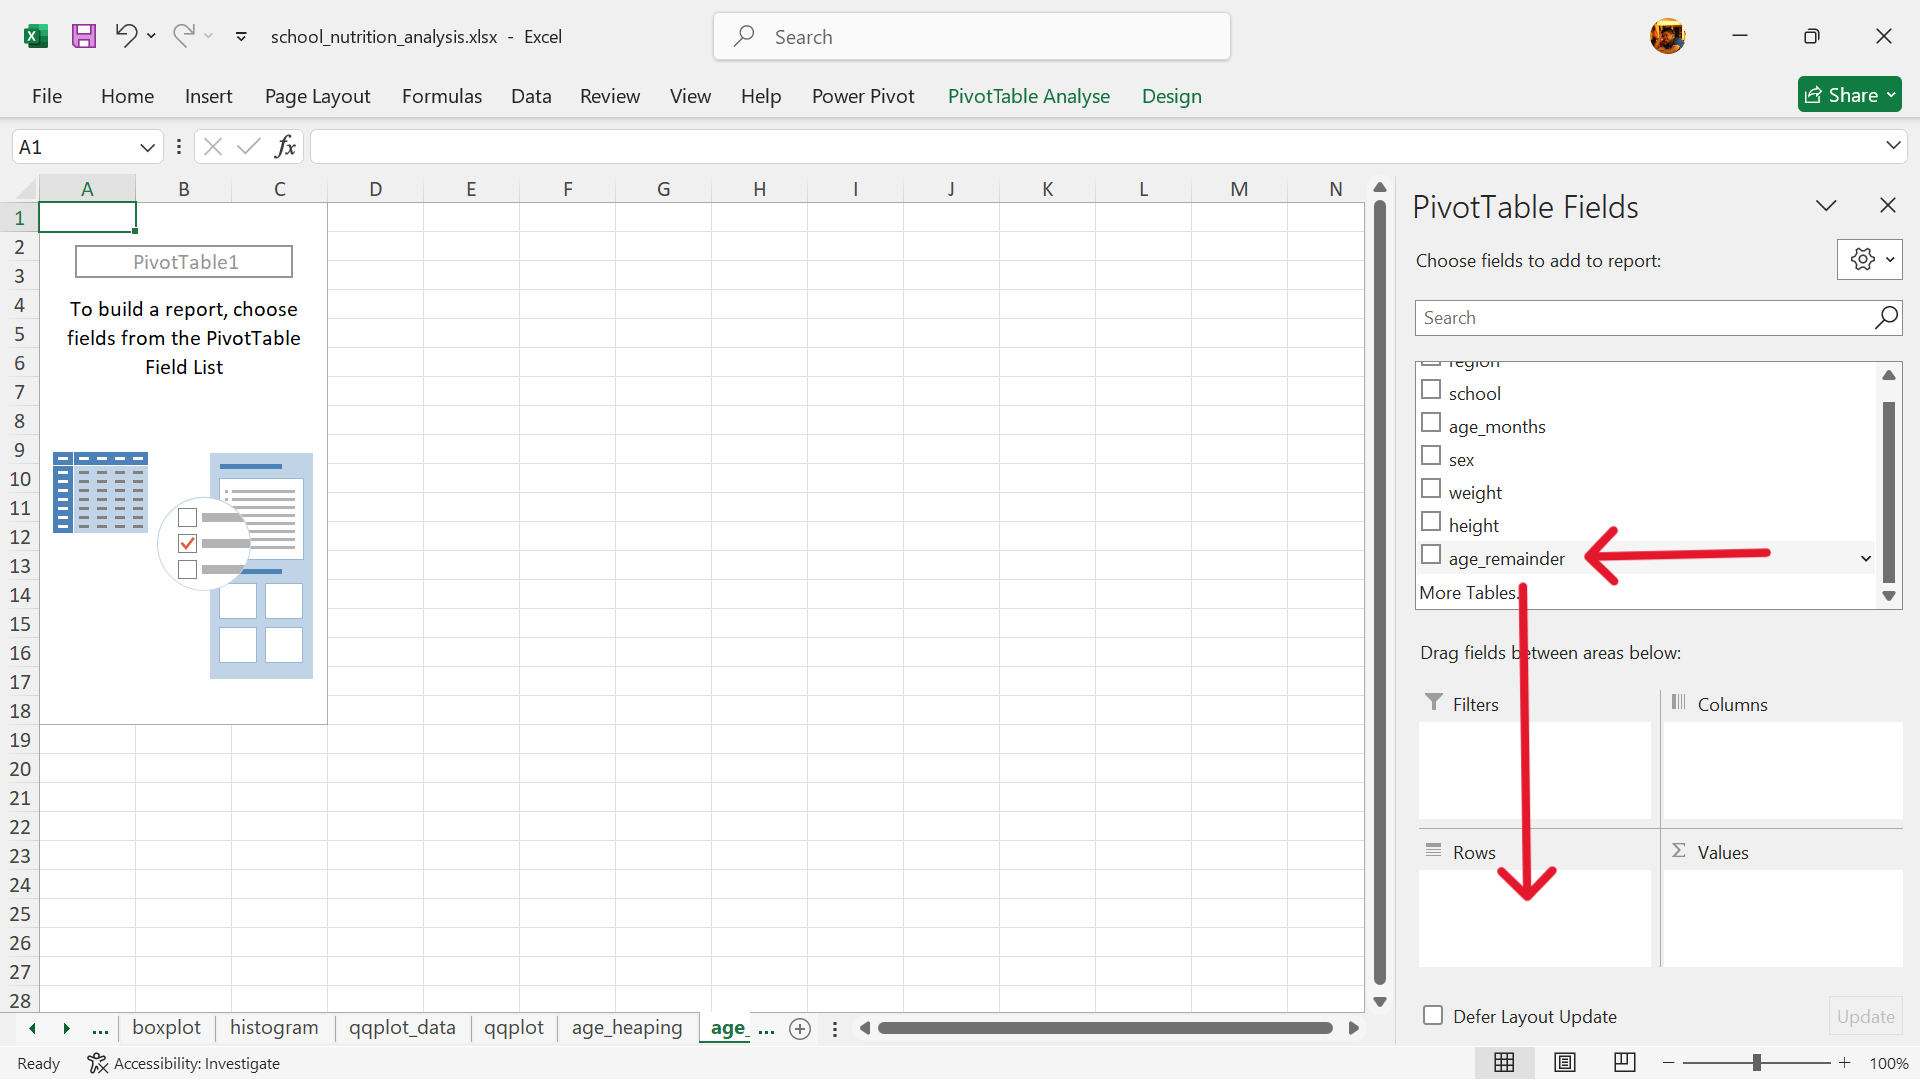 school_nutrition_analysis.xlsx - Excel
Search
File Home Insert Page Layout Formulas Data Review View Help Power Pivot PivotTable Analyse Design Share
A1 fx
A B C D E F G H I J K L M N
1
2
3
4
5
6
7
8
9
10
11
12
13
14
15
16
17
18
19
20
21
22
23
24
25
26
27
28
PivotTable1
To build a report, choose
fields from the PivotTable
Field List
PivotTable Fields
Choose fields to add to report:
Search
region
school
age_months
sex
weight
height
age_remainder
More Tables...
Drag fields between areas below:
Filters
Columns
Rows
Σ Values
Defer Layout Update
Update
... boxplot histogram qqplot_data qqplot age_heaping age_ ...
Ready Accessibility: Investigate 100%